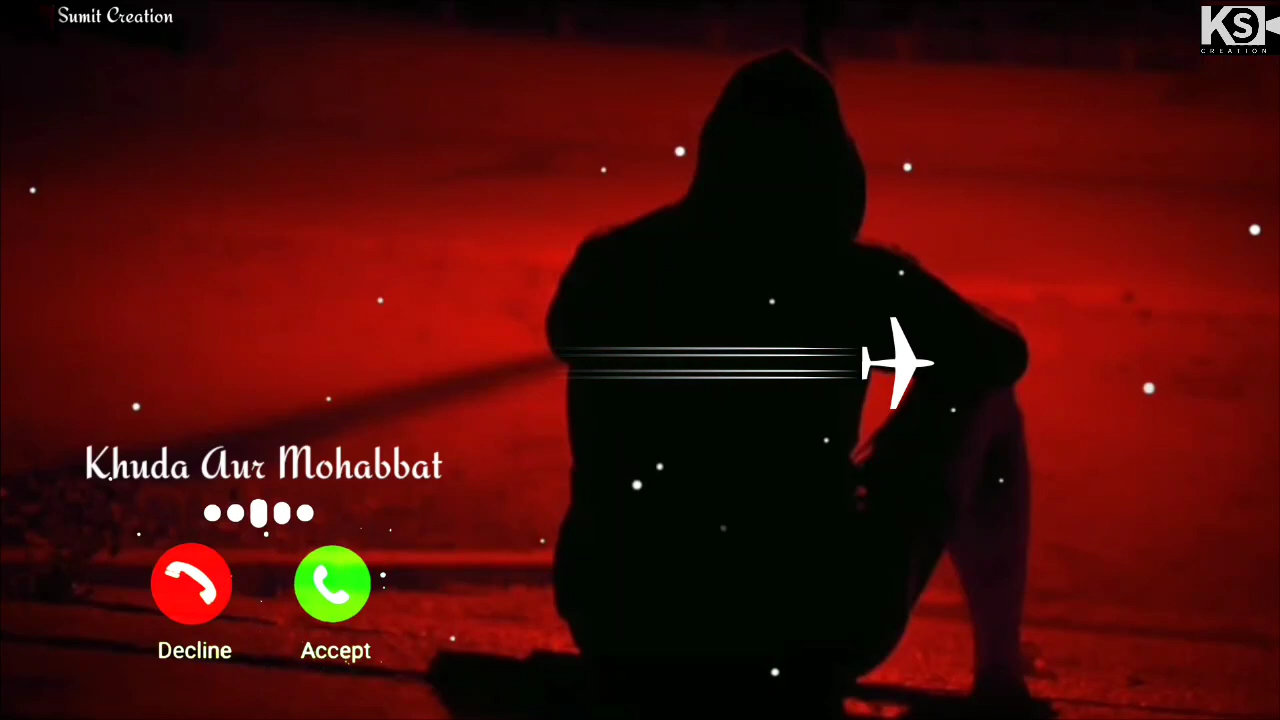 Sumit Creation
KS
CREATION
Khuda Aur Mohabbat
Decline
Accept